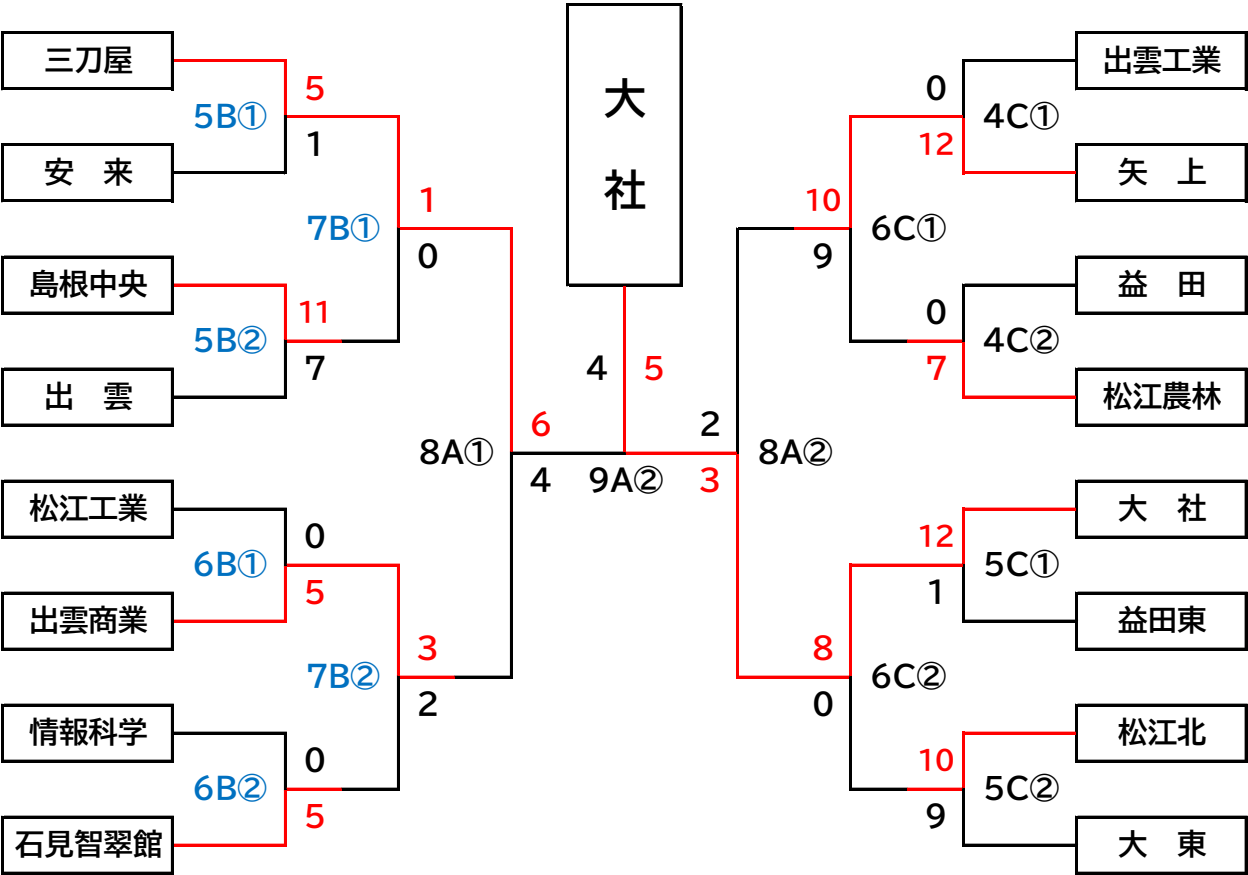 大社
三刀屋
5
5B①
1
安　来
1
7B①
0
島根中央
11
5B②
7
出　雲
6
8A①
4
松江工業
0
6B①
5
出雲商業
3
7B②
2
情報科学
0
6B②
5
石見智翠館
4 5
9A②
出雲工業
0
4C①
12
矢　上
10
6C①
9
益　田
0
4C②
7
松江農林
2
8A②
3
大　社
12
5C①
1
益田東
8
6C②
0
松江北
10
5C②
9
大　東